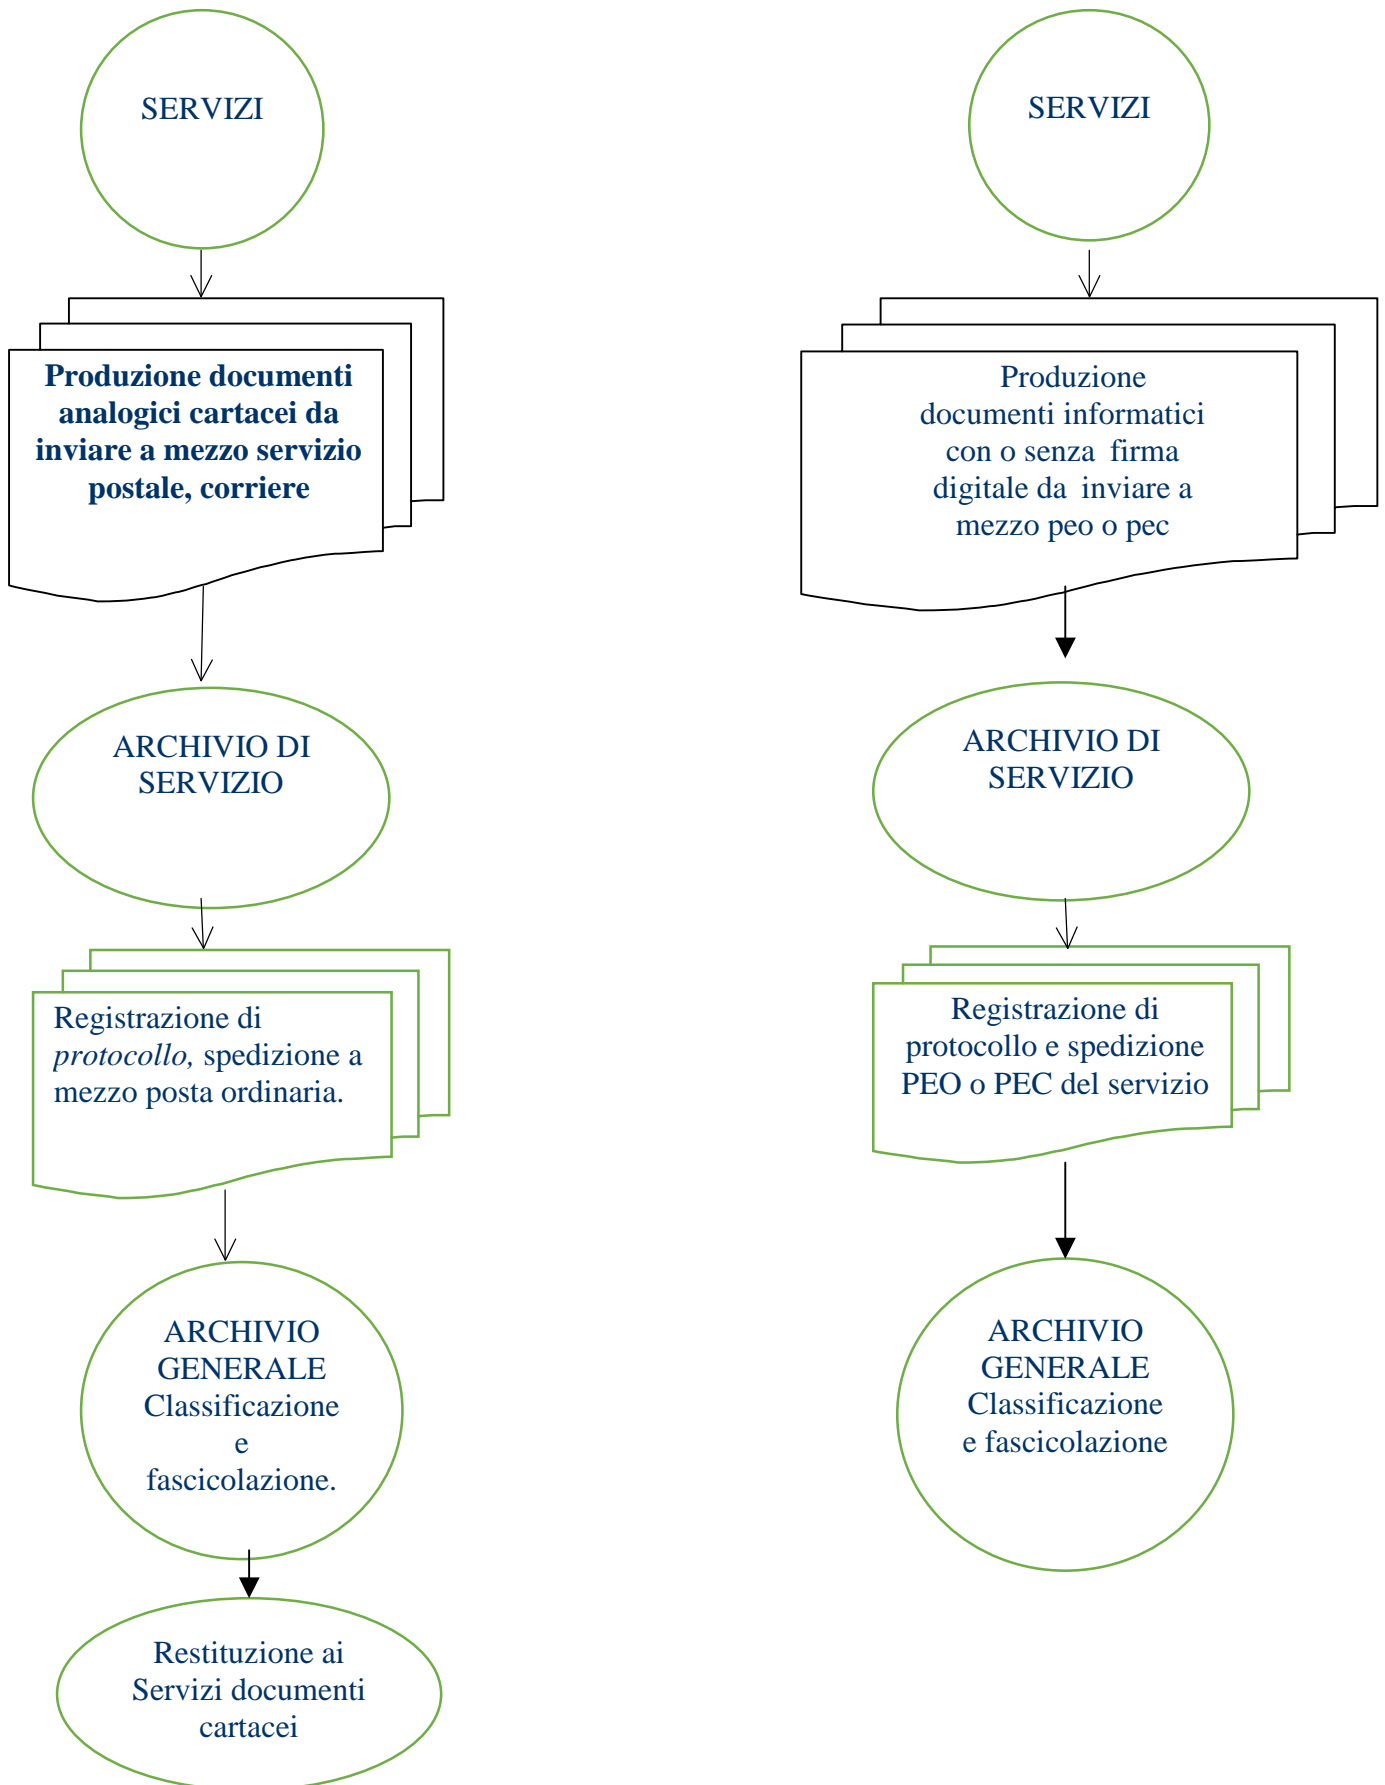 SERVIZI
Produzione documenti
analogici cartacei da
inviare a mezzo servizio
postale, corriere
ARCHIVIO DI
SERVIZIO
Registrazione di
protocollo, spedizione a
mezzo posta ordinaria.
ARCHIVIO
GENERALE
Classificazione
e
fascicolazione.
Restituzione ai
Servizi documenti
cartacei
SERVIZI
Produzione
documenti informatici
con o senza firma
digitale da inviare a
mezzo peo o pec
ARCHIVIO DI
SERVIZIO
Registrazione di
protocollo e spedizione
PEO o PEC del servizio
ARCHIVIO
GENERALE
Classificazione
e fascicolazione